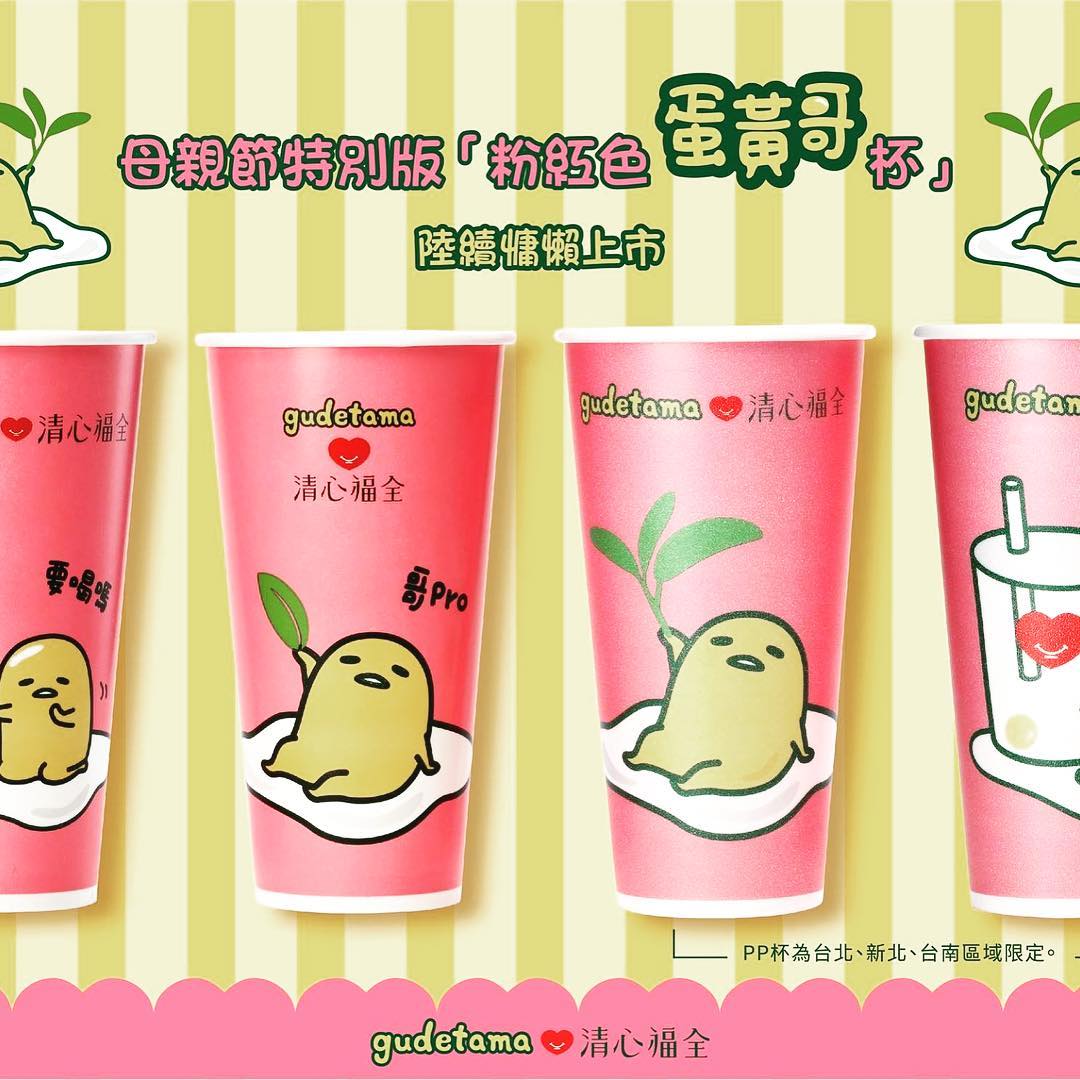 母親節特別版「粉紅色蛋黃哥杯」
陸續慵懶上市
清心福全
要喝嗎
gudetama
清心福全
哥Pro
gudetama 清心福全
gudetam
PP杯為台北、新北、台南區域限定。
gudetama 清心福全